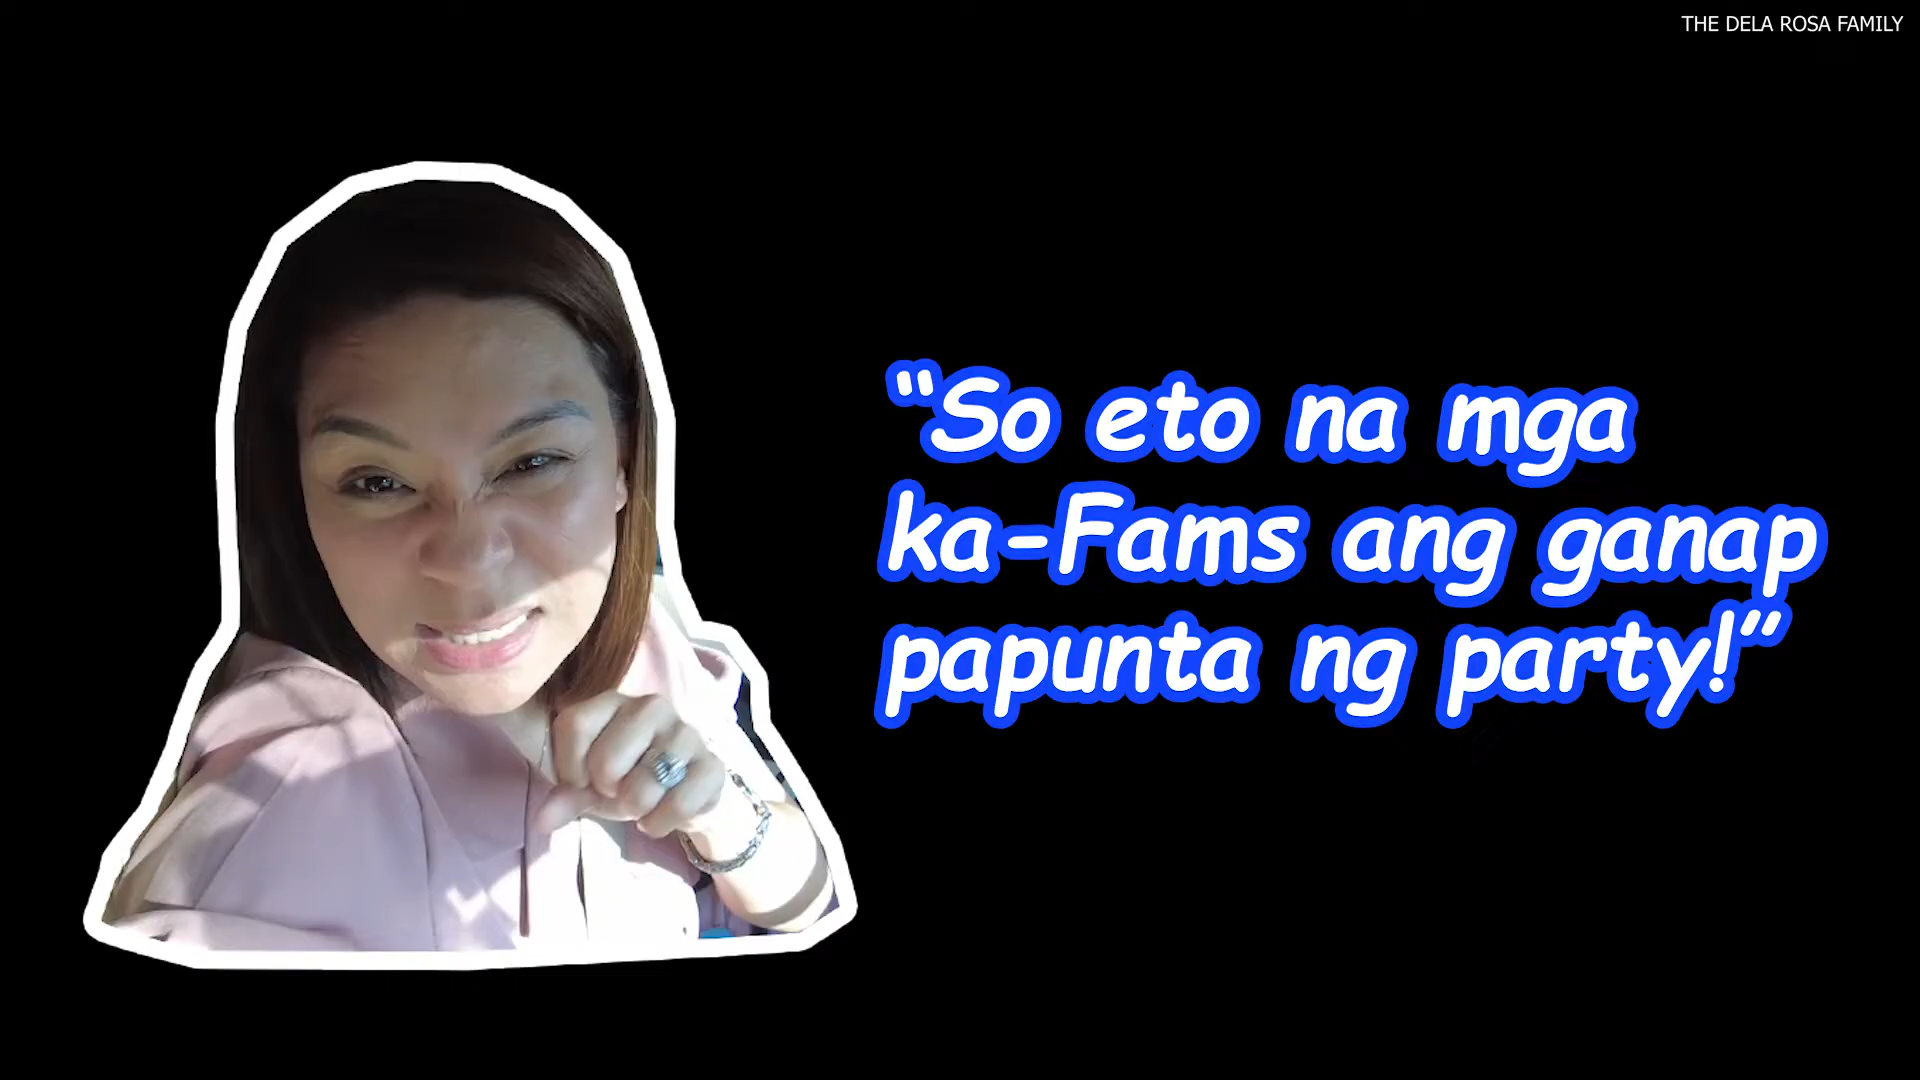 THE DELA ROSA FAMILY
“So eto na mga
ka-Fams ang ganap
papunta ng party!”